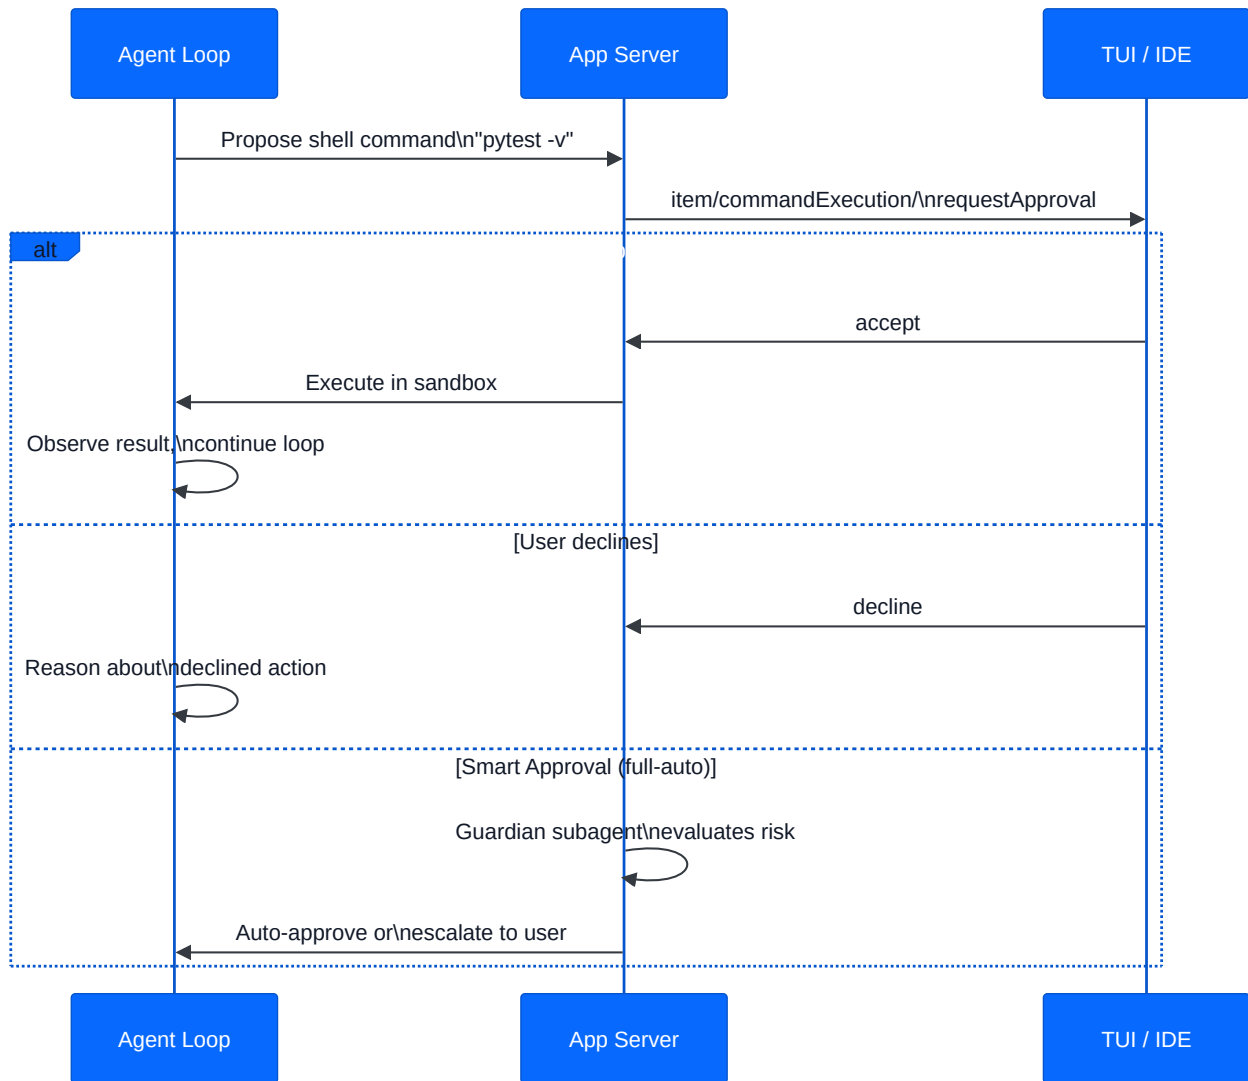 Agent Loop
App Server
TUI / IDE
Propose shell command\n"pytest -v"
item/commandExecution/\nrequestApproval
alt
accept
Execute in sandbox
Observe result,\ncontinue loop
[User declines]
decline
Reason about\ndeclined action
[Smart Approval (full-auto)]
Guardian subagent\nevaluates risk
Auto-approve or\nescalate to user
Agent Loop
App Server
TUI / IDE